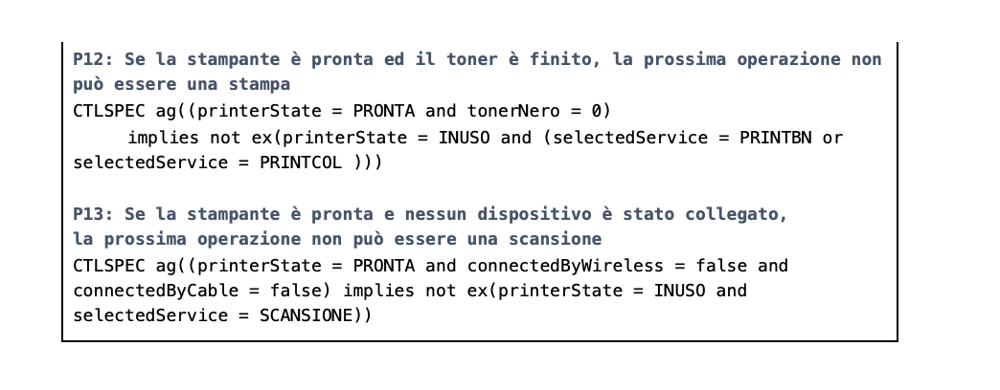 P12: Se la stampante è pronta ed il toner è finito, la prossima operazione non
può essere una stampa
CTLSPEC ag((printerState = PRONTA and tonerNero = 0)
implies not ex(printerState = INUSO and (selectedService = PRINTBN or
selectedService = PRINTCOL )))
P13: Se la stampante è pronta e nessun dispositivo è stato collegato,
la prossima operazione non può essere una scansione
CTLSPEC ag((printerState = PRONTA and connectedByWireless = false and
connectedByCable = false) implies not ex(printerState = INUSO and
selectedService = SCANSIONE))